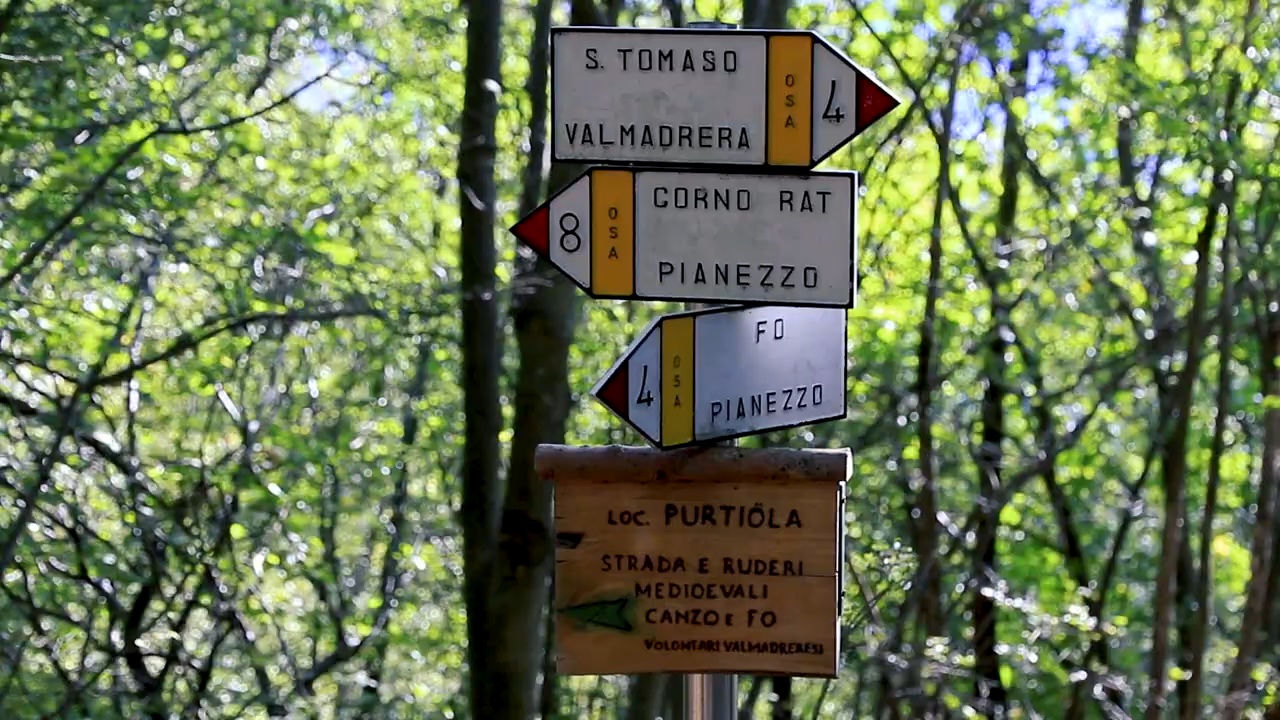 S. TOMASO
VALMADRERA
OSA
4
8
OSA
CORNO RAT
PIANEZZO
4
OSA
FO
PIANEZZO
LOC. PURTIÖLA
STRADA E RUDERI
MEDIOEVALI
CANZO E FO
VOLONTARI VALMADRERESI